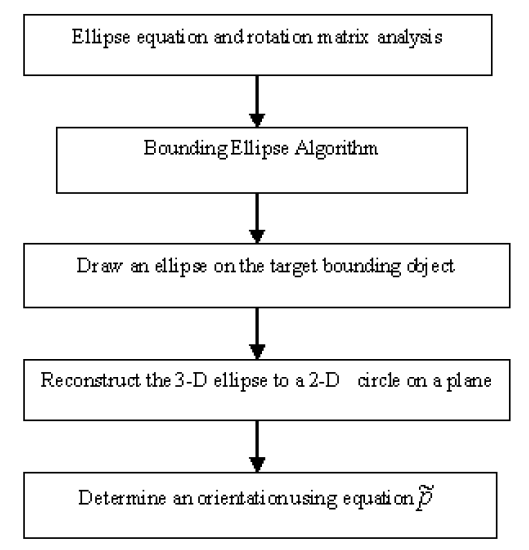 Ellipse equation and rotation matrix analysis
Bounding Ellipse Algorithm
Draw an ellipse on the target bounding object
Reconstruct the 3-D ellipse to a 2-D circle on a plane
Determine an orientation using equation p̃